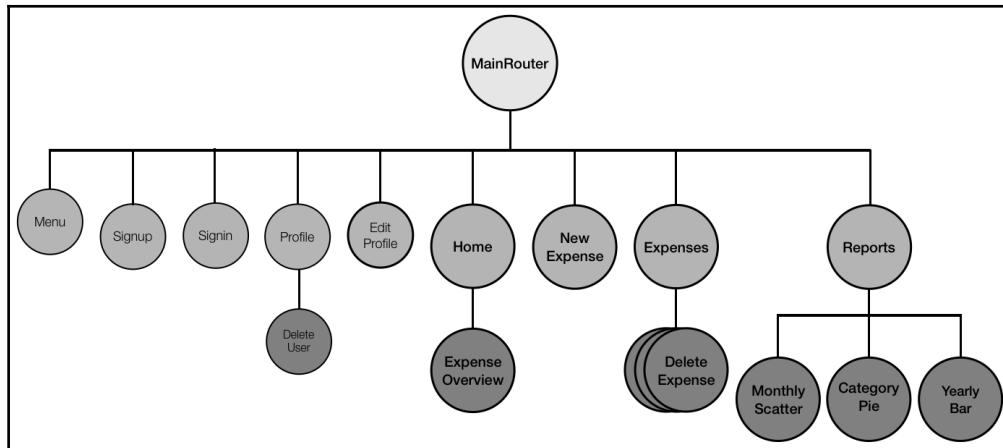 MainRouter
Menu
Signup
Signin
Profile
Edit
Profile
Home
New
Expense
Expenses
Reports
Delete
User
Expense
Overview
Delete
Expense
Monthly
Scatter
Category
Pie
Yearly
Bar